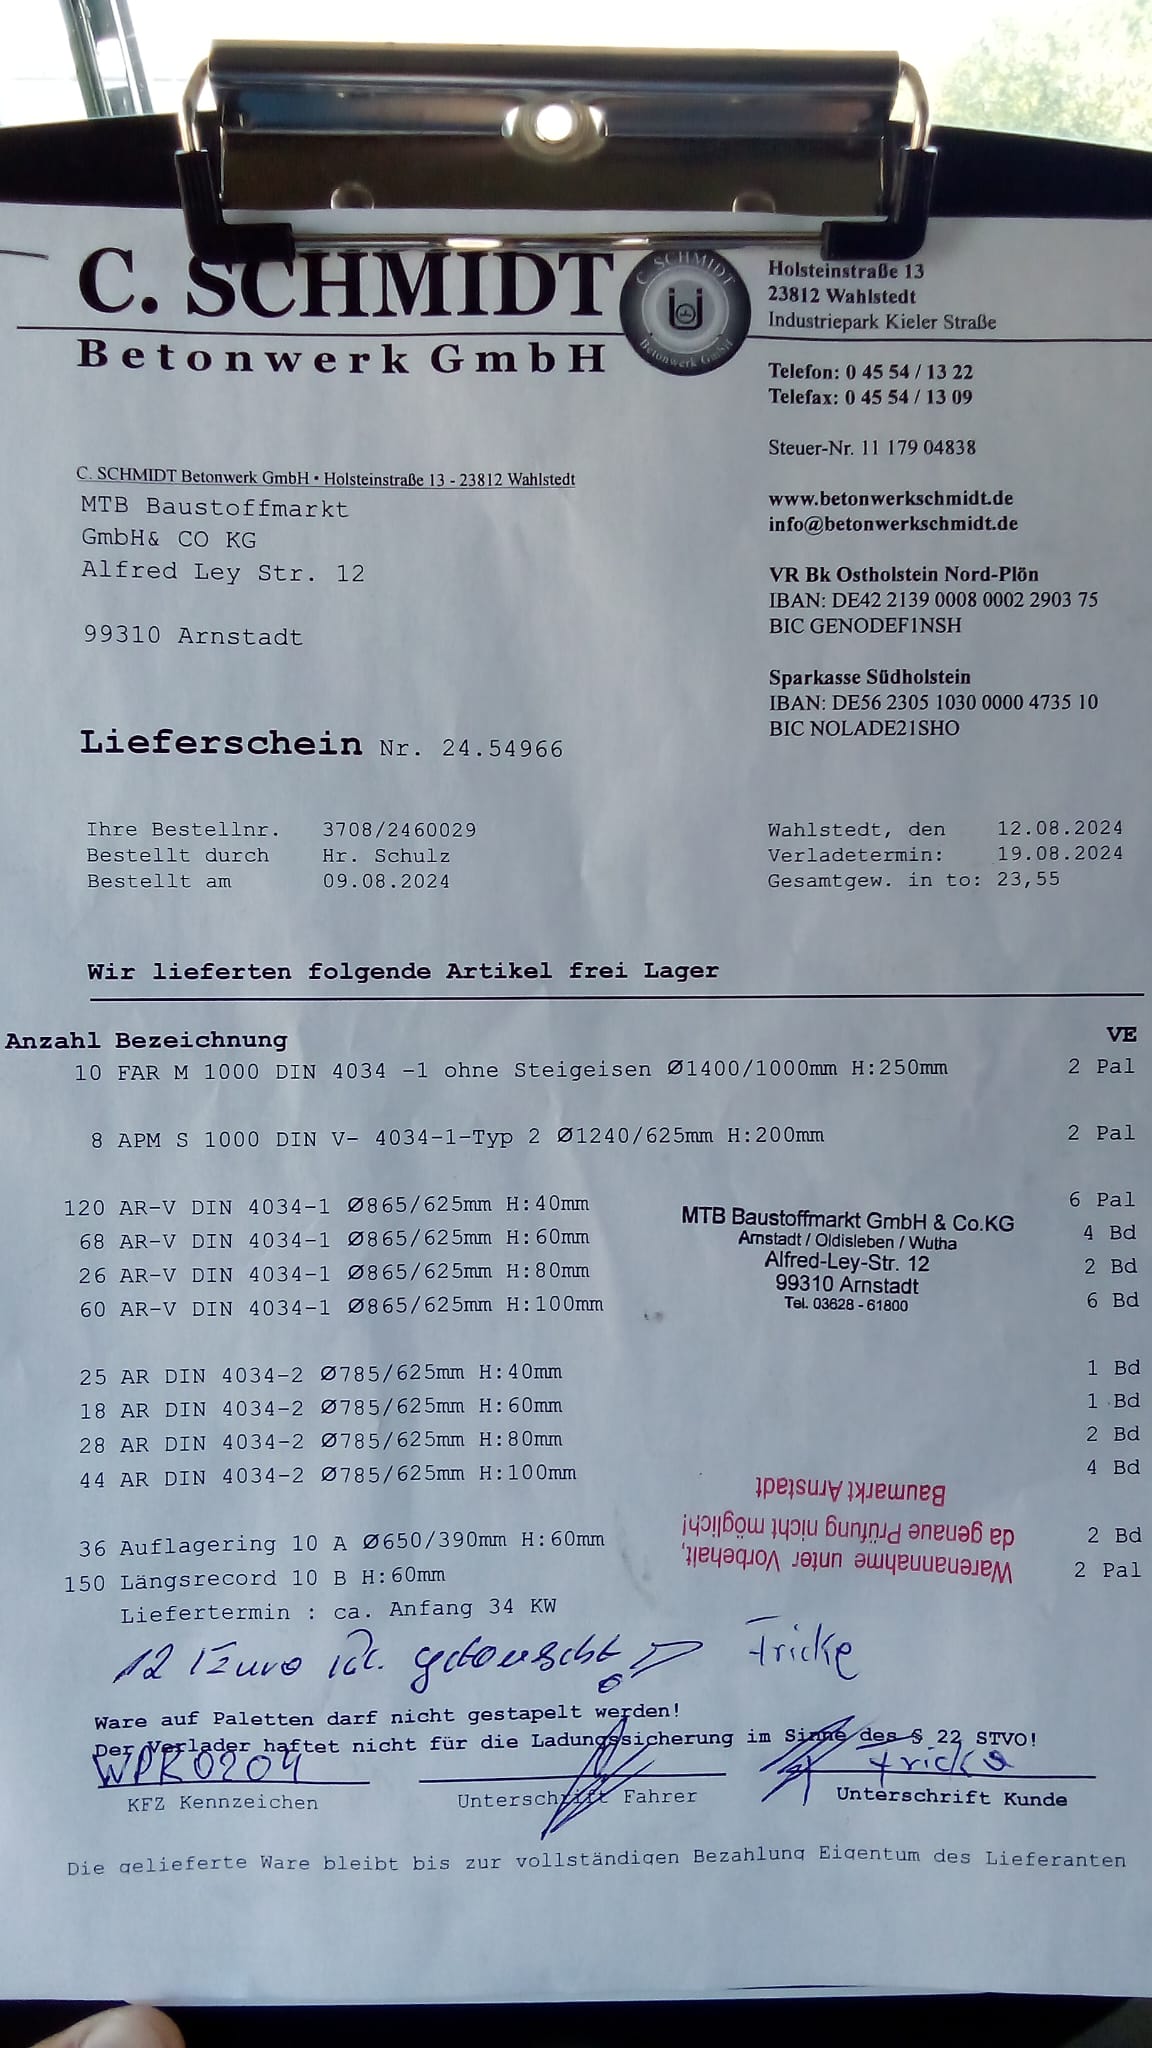 C. SCHMIDT
Betonwerk GmbH
C. SCHMIDT
Betonwerk GmbH
Holsteinstraße 13
23812 Wahlstedt
Industriepark Kieler Straße
Telefon: 0 45 54 / 13 22
Telefax: 0 45 54 / 13 09
Steuer-Nr. 11 179 04838
www.betonwerkschmidt.de
info@betonwerkschmidt.de
VR Bk Ostholstein Nord-Plön
IBAN: DE42 2139 0008 0002 2903 75
BIC GENODEF1NSH
Sparkasse Südholstein
IBAN: DE56 2305 1030 0000 4735 10
BIC NOLADE21SHO
C. SCHMIDT Betonwerk GmbH • Holsteinstraße 13 - 23812 Wahlstedt
MTB Baustoffmarkt
GmbH& CO KG
Alfred Ley Str. 12
99310 Arnstadt
Lieferschein Nr. 24.54966
Ihre Bestellnr. 3708/2460029
Bestellt durch Hr. Schulz
Bestellt am 09.08.2024
Wahlstedt, den 12.08.2024
Verladetermin: 19.08.2024
Gesamtgew. in to: 23,55
Wir lieferten folgende Artikel frei Lager
Anzahl Bezeichnung VE
10 FAR M 1000 DIN 4034 -1 ohne Steigeisen Ø1400/1000mm H:250mm 2 Pal
8 APM S 1000 DIN V- 4034-1-Typ 2 Ø1240/625mm H:200mm 2 Pal
120 AR-V DIN 4034-1 Ø865/625mm H:40mm 6 Pal
68 AR-V DIN 4034-1 Ø865/625mm H:60mm 4 Bd
26 AR-V DIN 4034-1 Ø865/625mm H:80mm 2 Bd
60 AR-V DIN 4034-1 Ø865/625mm H:100mm 6 Bd
MTB Baustoffmarkt GmbH & Co.KG
Arnstadt / Oldisleben / Wutha
Alfred-Ley-Str. 12
99310 Arnstadt
Tel. 03628 - 61800
25 AR DIN 4034-2 Ø785/625mm H:40mm 1 Bd
18 AR DIN 4034-2 Ø785/625mm H:60mm 1 Bd
28 AR DIN 4034-2 Ø785/625mm H:80mm 2 Bd
44 AR DIN 4034-2 Ø785/625mm H:100mm 4 Bd
Warenannahme unter Vorbehalt,
da genaue Prüfung nicht möglich!
Baumarkt Arnstadt
36 Auflagering 10 A Ø650/390mm H:60mm 2 Bd
150 Längsrecord 10 B H:60mm 2 Pal
Liefertermin : ca. Anfang 34 KW
12 Euro getauscht! Fricke
Ware auf Paletten darf nicht gestapelt werden!
Der Verlader haftet nicht für die Ladungssicherung im Sinne des § 22 STVO!
WPR0204
Fricke
KFZ Kennzeichen Unterschrift Fahrer Unterschrift Kunde
Die gelieferte Ware bleibt bis zur vollständigen Bezahlung Eigentum des Lieferanten